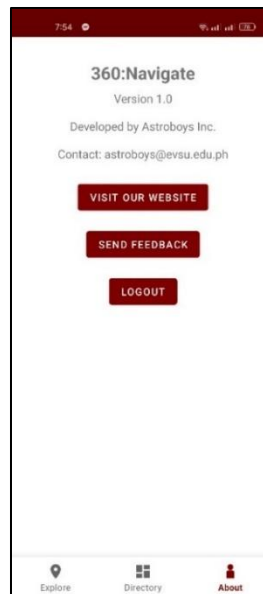 7:54
76
360:Navigate
Version 1.0
Developed by Astroboys Inc.
Contact: astroboys@evsu.edu.ph
VISIT OUR WEBSITE
SEND FEEDBACK
LOGOUT
Explore Directory About